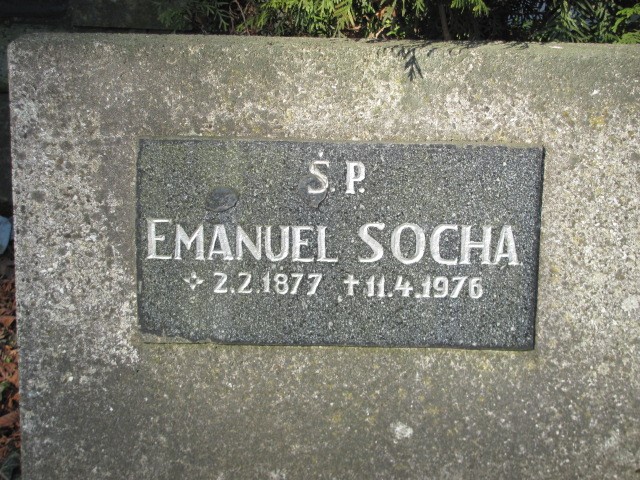 Ś.P.
EMANUEL SOCHA
✧ 2.2.1877 ✝ 11.4.1976